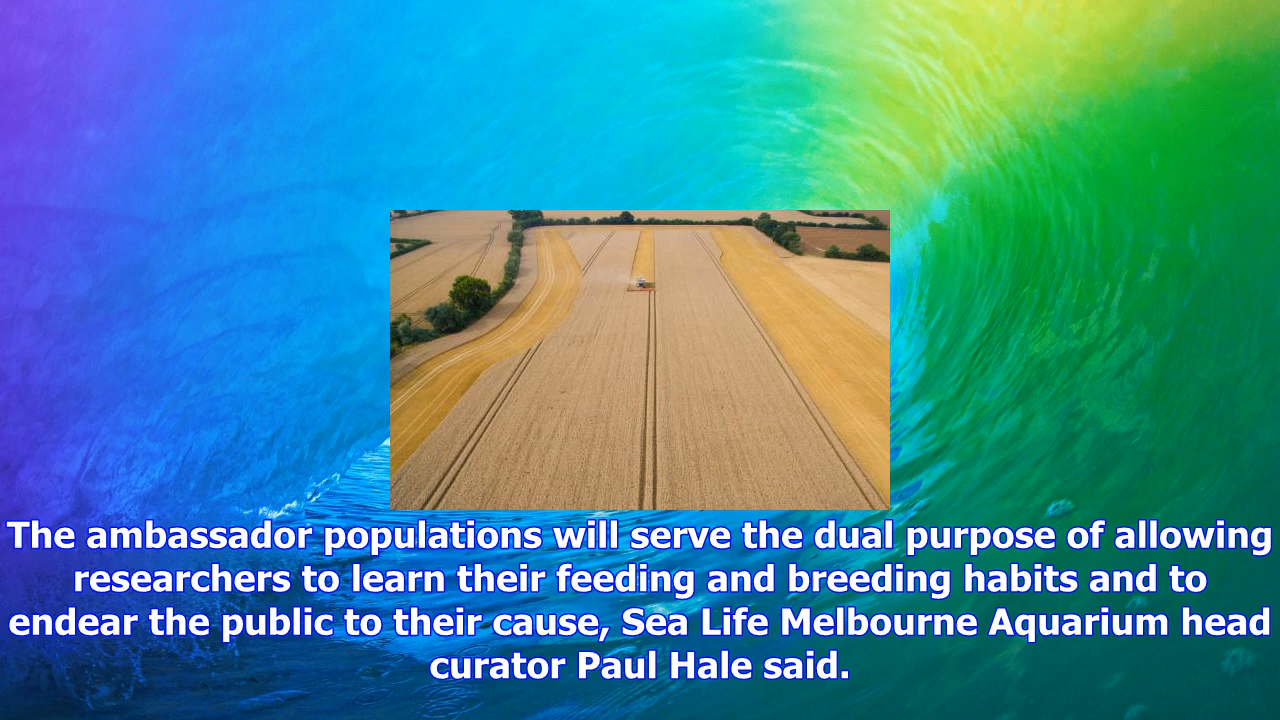 The ambassador populations will serve the dual purpose of allowing
researchers to learn their feeding and breeding habits and to
endear the public to their cause, Sea Life Melbourne Aquarium head
curator Paul Hale said.